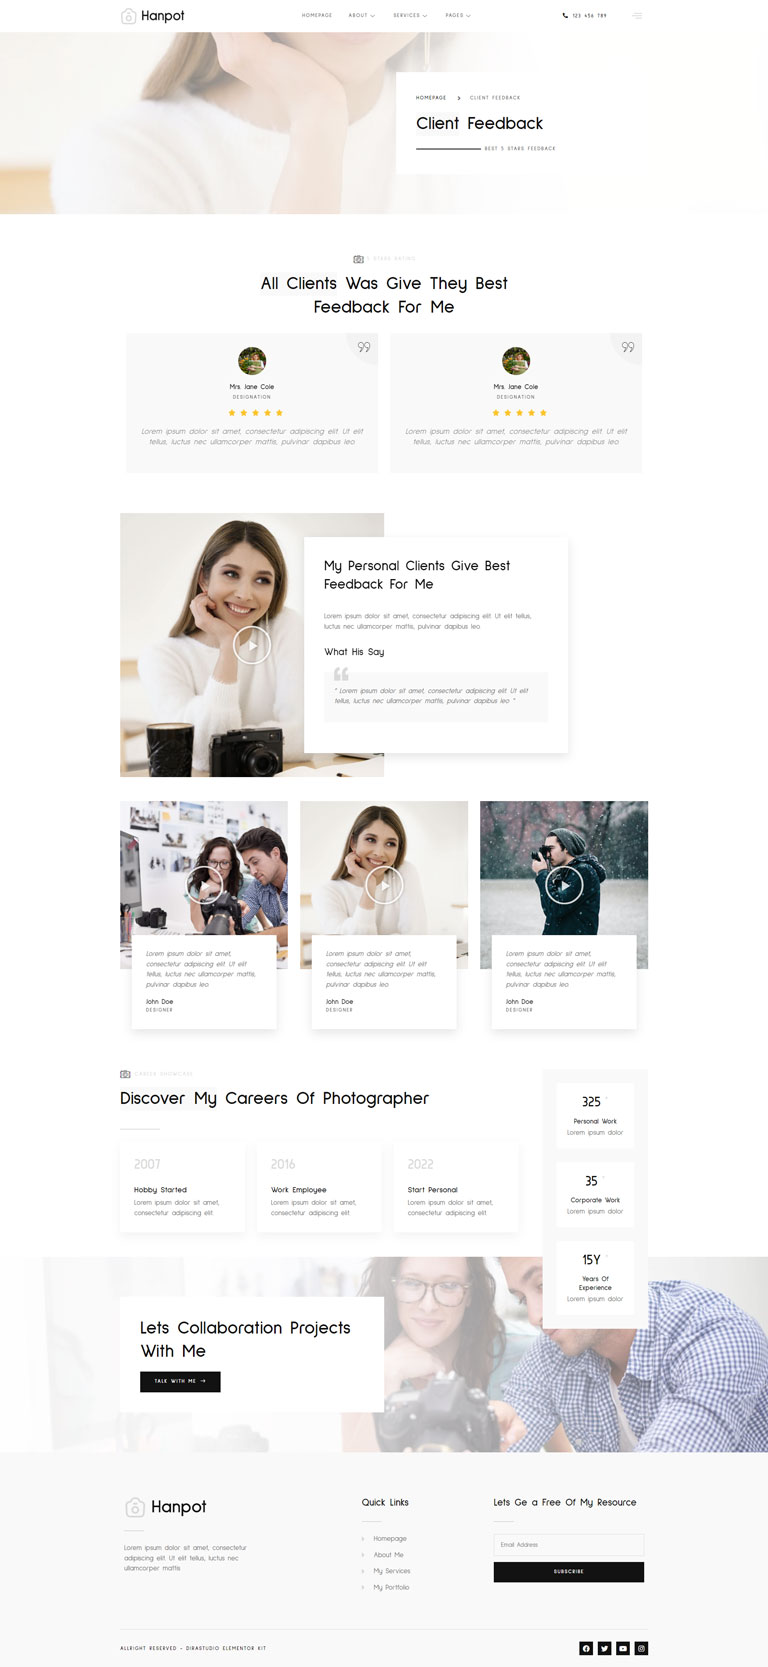 Hanpot
HOMEPAGE
ABOUT
SERVICES
PAGES
123 456 789
HOMEPAGE
CLIENT FEEDBACK
Client Feedback
BEST 5 STARS FEEDBACK
5 STARS RATING
All Clients Was Give They Best
Feedback For Me
Mrs. Jane Cole
DESIGNATION
Lorem ipsum dolor sit amet, consectetur adipiscing elit. Ut elit
tellus, luctus nec ullamcorper mattis, pulvinar dapibus leo.
Mrs. Jane Cole
DESIGNATION
Lorem ipsum dolor sit amet, consectetur adipiscing elit. Ut elit
tellus, luctus nec ullamcorper mattis, pulvinar dapibus leo.
My Personal Clients Give Best
Feedback For Me
Lorem ipsum dolor sit amet, consectetur adipiscing elit. Ut elit tellus,
luctus nec ullamcorper mattis, pulvinar dapibus leo.
What His Say
" Lorem ipsum dolor sit amet, consectetur adipiscing elit. Ut elit
tellus, luctus nec ullamcorper mattis, pulvinar dapibus leo. "
Lorem ipsum dolor sit amet,
consectetur adipiscing elit. Ut elit
tellus, luctus nec ullamcorper mattis,
pulvinar dapibus leo.
John Doe
DESIGNER
Lorem ipsum dolor sit amet,
consectetur adipiscing elit. Ut elit
tellus, luctus nec ullamcorper mattis,
pulvinar dapibus leo.
John Doe
DESIGNER
Lorem ipsum dolor sit amet,
consectetur adipiscing elit. Ut elit
tellus, luctus nec ullamcorper mattis,
pulvinar dapibus leo.
John Doe
DESIGNER
CAREER SHOWCASE
Discover My Careers Of Photographer
2007
Hobby Started
Lorem ipsum dolor sit amet,
consectetur adipiscing elit.
2016
Work Employee
Lorem ipsum dolor sit amet,
consectetur adipiscing elit.
2022
Start Personal
Lorem ipsum dolor sit amet,
consectetur adipiscing elit.
325
Personal Work
Lorem ipsum dolor
35
Corporate Work
Lorem ipsum dolor
15Y
Years Of
Experience
Lorem ipsum dolor
Lets Collaboration Projects
With Me
TALK WITH ME
Hanpot
Lorem ipsum dolor sit amet, consectetur
adipiscing elit. Ut elit tellus, luctus nec
ullamcorper mattis
Quick Links
Homepage
About Me
My Services
My Portfolio
Lets Ge a Free Of My Resource
Email Address
SUBSCRIBE
ALLRIGHT RESERVED - DIRASTUDIO ELEMENTOR KIT